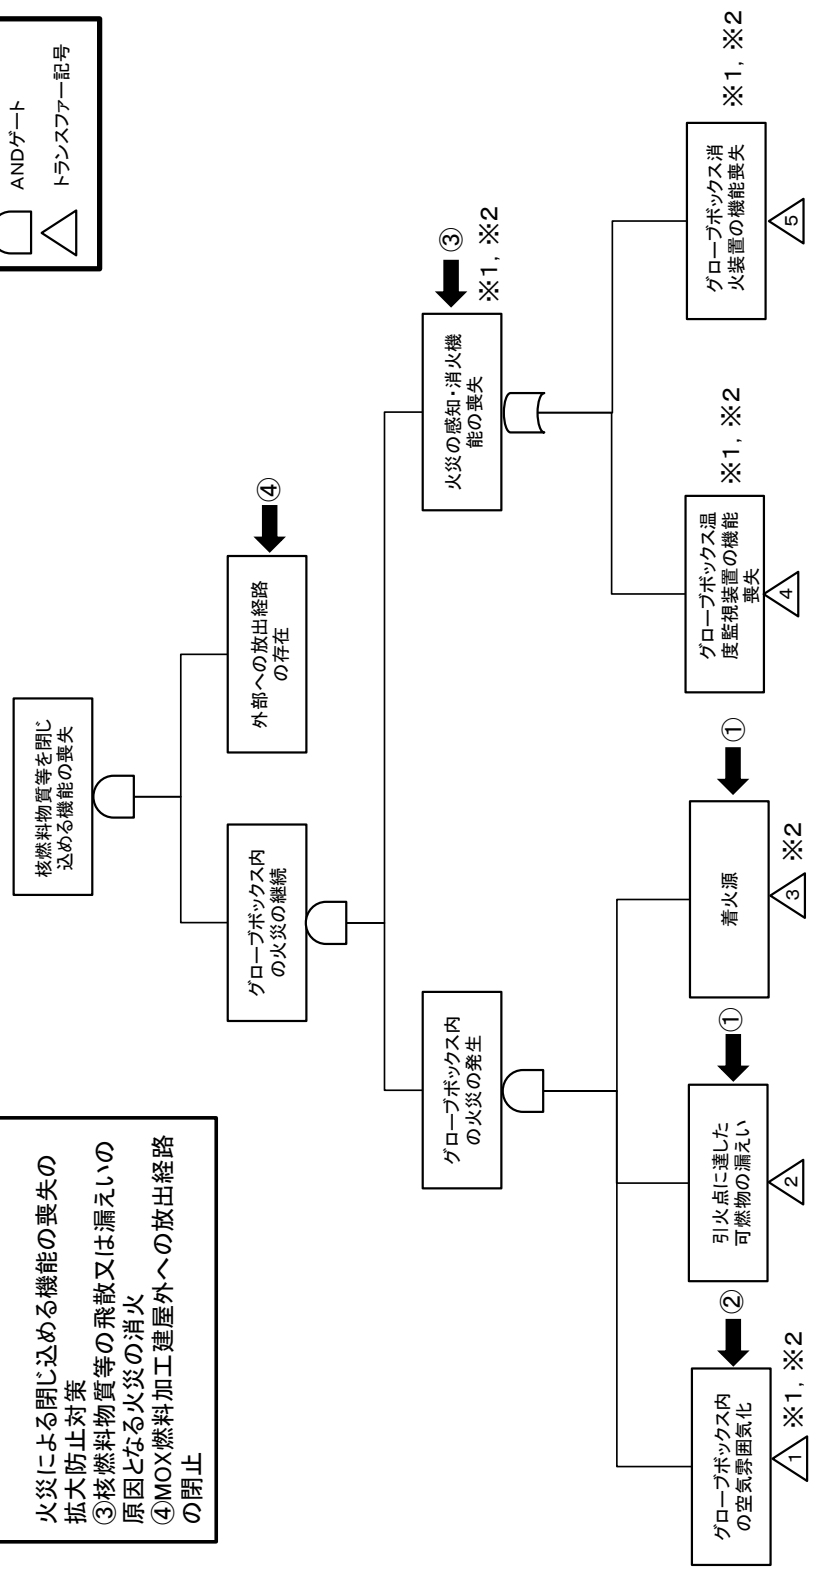 ANDゲート
トランスファー記号
火災による閉じ込める機能の喪失の
拡大防止対策
③核燃料物質等の飛散又は漏えいの
原因となる火災の消火
④MOX燃料加工建屋外への放出経路
の閉止
核燃料物質等を閉じ
込める機能の喪失
グローブボックス内
の火災の継続
外部への放出経路
の存在
④
グローブボックス内
の火災の発生
火災の感知・消火機
能の喪失
③
※1, ※2
グローブボックス内
の空気雰囲気化
②
1
※1, ※2
引火点に達した
可燃物の漏えい
①
2
着火源
①
3
※2
グローブボックス温
度監視装置の機能
喪失
4
※1, ※2
グローブボックス消
火装置の機能喪失
5
※1, ※2